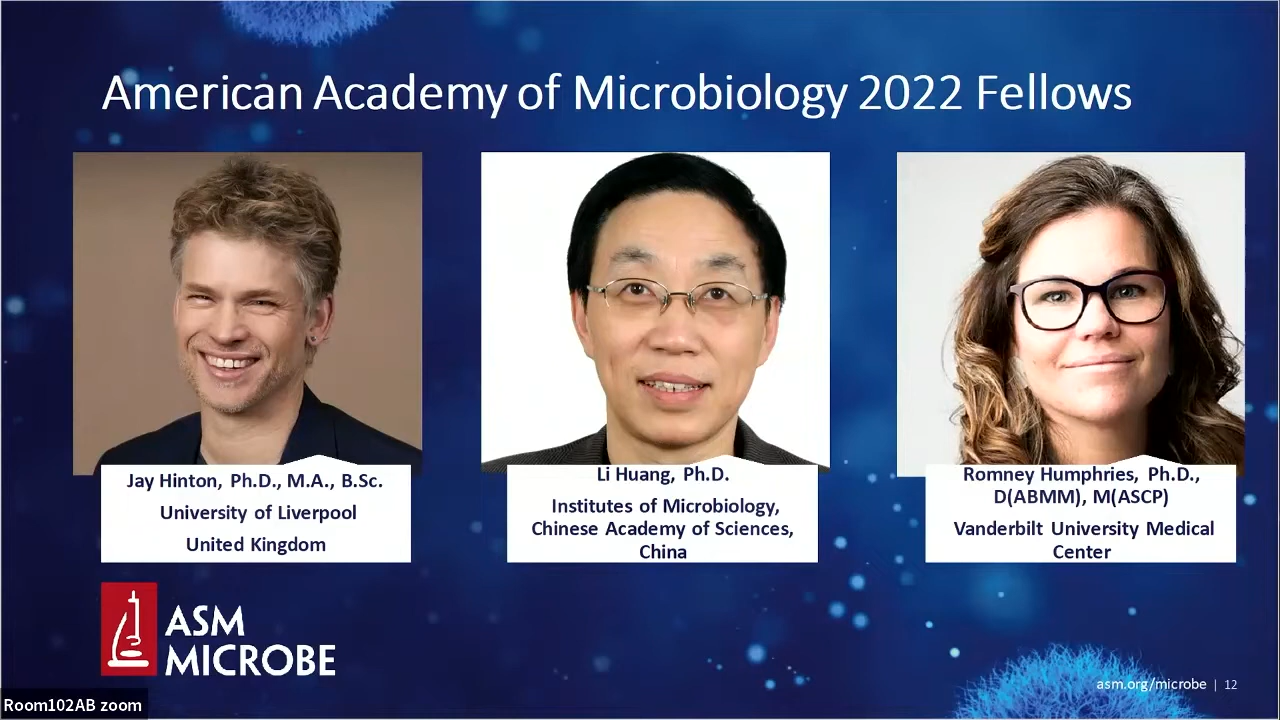 American Academy of Microbiology 2022 Fellows
Jay Hinton, Ph.D., M.A., B.Sc.
University of Liverpool
United Kingdom
Li Huang, Ph.D.
Institutes of Microbiology,
Chinese Academy of Sciences,
China
Romney Humphries, Ph.D.,
D(ABMM), M(ASCP)
Vanderbilt University Medical
Center
ASM
MICROBE
asm.org/microbe | 12
Room102AB zoom